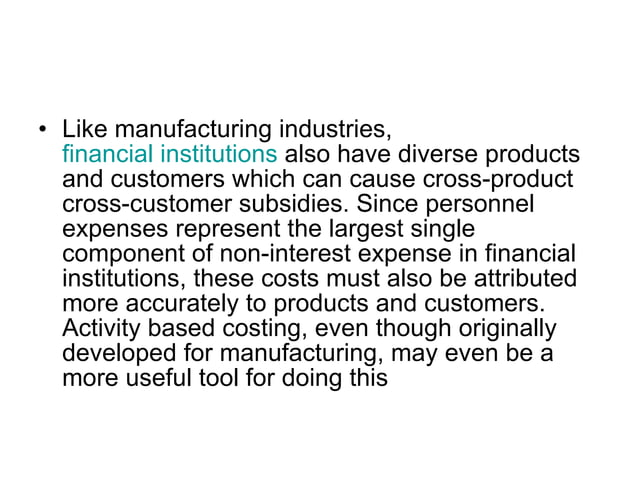 • Like manufacturing industries,
financial institutions also have diverse products
and customers which can cause cross-product
cross-customer subsidies. Since personnel
expenses represent the largest single
component of non-interest expense in financial
institutions, these costs must also be attributed
more accurately to products and customers.
Activity based costing, even though originally
developed for manufacturing, may even be a
more useful tool for doing this